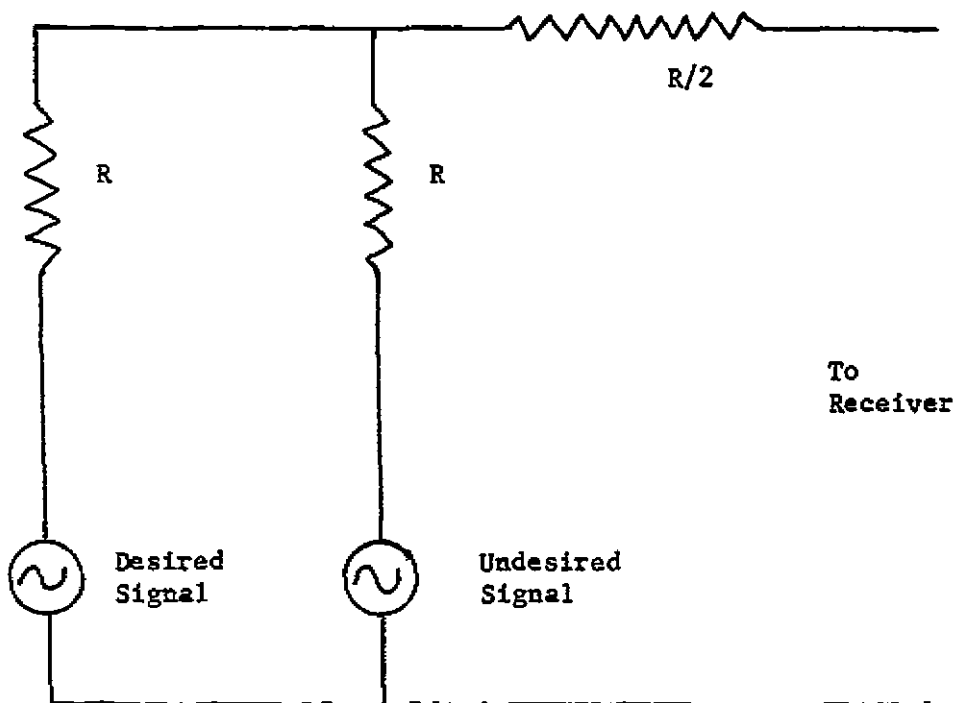 R/2
R
R
To
Receiver
Desired
Signal
Undesired
Signal